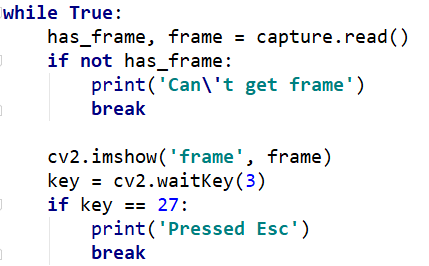 while True:
    has_frame, frame = capture.read()
    if not has_frame:
        print('Can\'t get frame')
        break

    cv2.imshow('frame', frame)
    key = cv2.waitKey(3)
    if key == 27:
        print('Pressed Esc')
        break